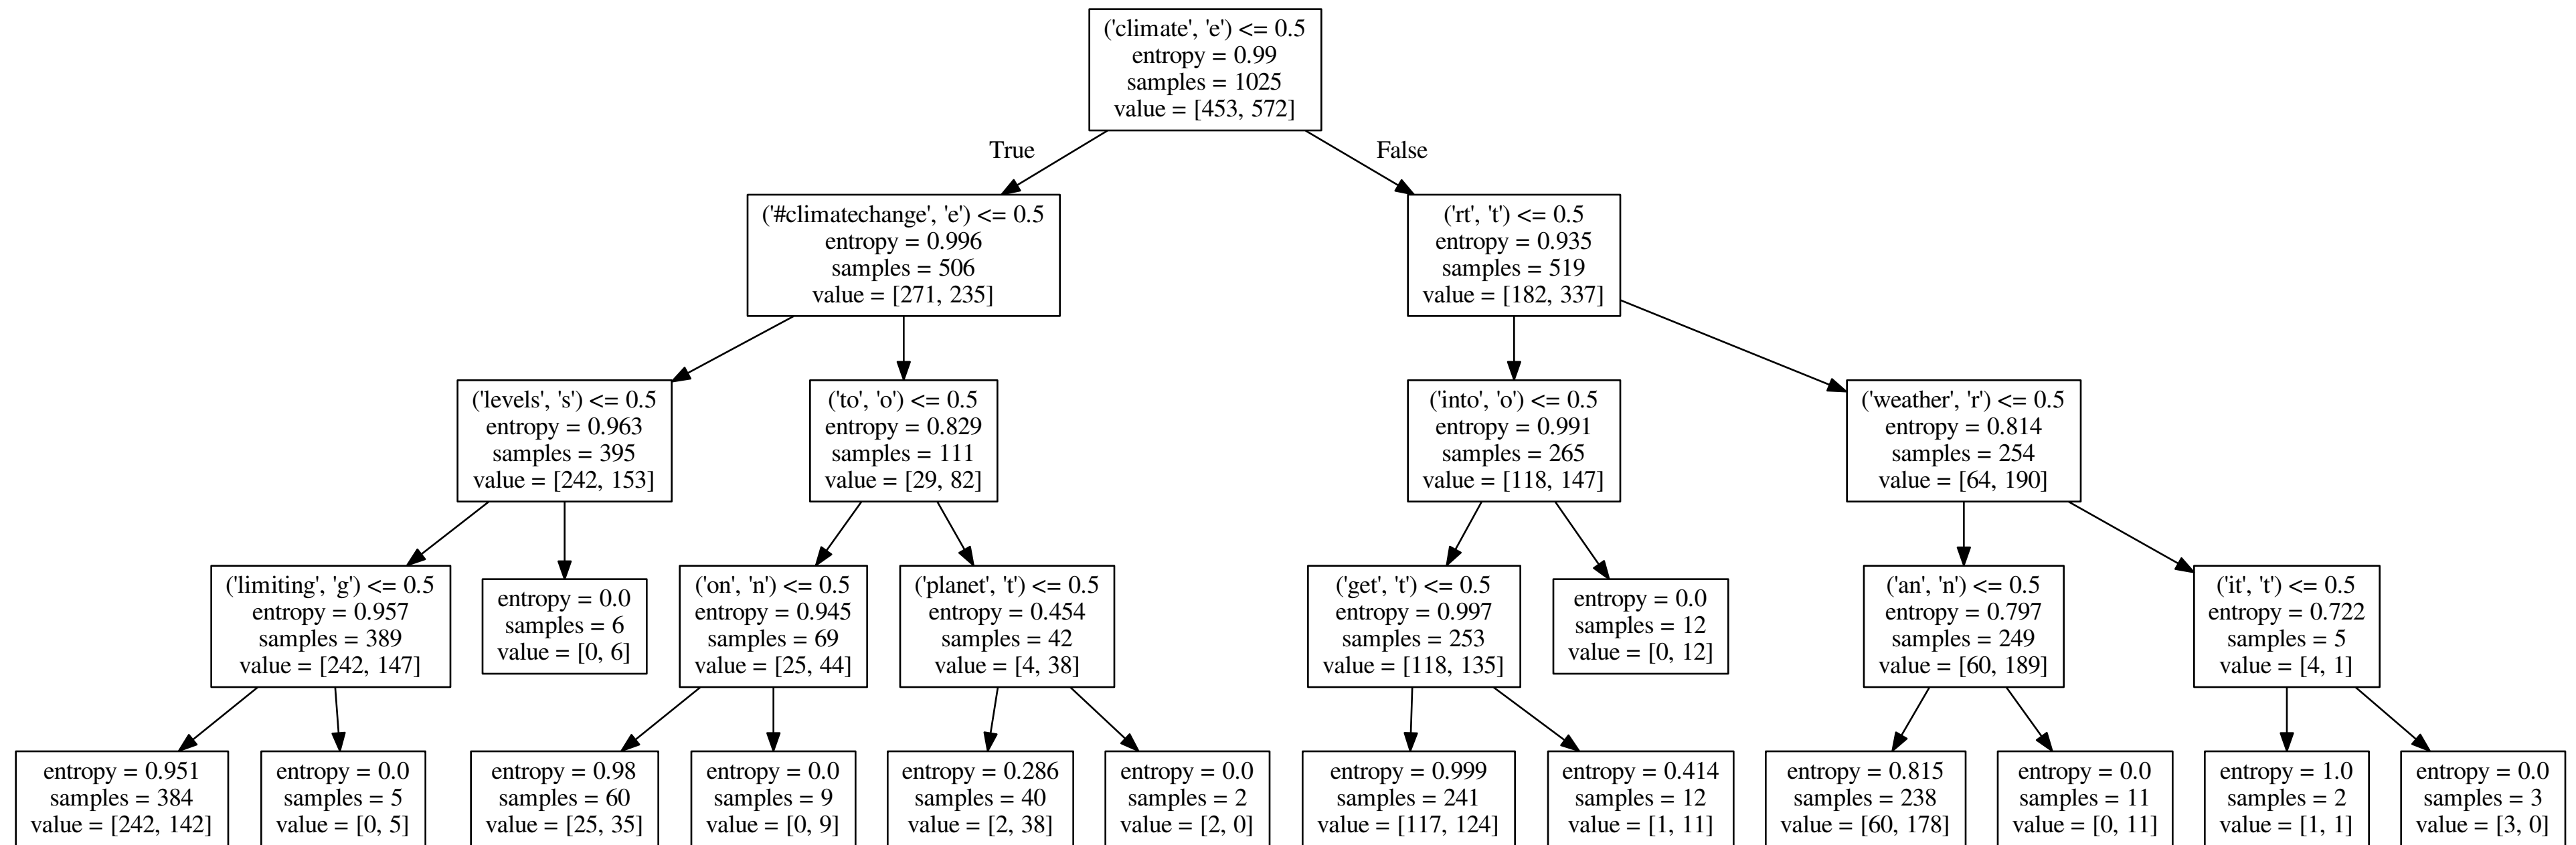 ('climate', 'e') <= 0.5
entropy = 0.99
samples = 1025
value = [453, 572]
True
False
('#climatechange', 'e') <= 0.5
entropy = 0.996
samples = 506
value = [271, 235]
('rt', 't') <= 0.5
entropy = 0.935
samples = 519
value = [182, 337]
('levels', 's') <= 0.5
entropy = 0.963
samples = 395
value = [242, 153]
('to', 'o') <= 0.5
entropy = 0.829
samples = 111
value = [29, 82]
('into', 'o') <= 0.5
entropy = 0.991
samples = 265
value = [118, 147]
('weather', 'r') <= 0.5
entropy = 0.814
samples = 254
value = [64, 190]
('limiting', 'g') <= 0.5
entropy = 0.957
samples = 389
value = [242, 147]
entropy = 0.0
samples = 6
value = [0, 6]
('on', 'n') <= 0.5
entropy = 0.945
samples = 69
value = [25, 44]
('planet', 't') <= 0.5
entropy = 0.454
samples = 42
value = [4, 38]
('get', 't') <= 0.5
entropy = 0.997
samples = 253
value = [118, 135]
entropy = 0.0
samples = 12
value = [0, 12]
('an', 'n') <= 0.5
entropy = 0.797
samples = 249
value = [60, 189]
('it', 't') <= 0.5
entropy = 0.722
samples = 5
value = [4, 1]
entropy = 0.951
samples = 384
value = [242, 142]
entropy = 0.0
samples = 5
value = [0, 5]
entropy = 0.98
samples = 60
value = [25, 35]
entropy = 0.0
samples = 9
value = [0, 9]
entropy = 0.286
samples = 40
value = [2, 38]
entropy = 0.0
samples = 2
value = [2, 0]
entropy = 0.999
samples = 241
value = [117, 124]
entropy = 0.414
samples = 12
value = [1, 11]
entropy = 0.815
samples = 238
value = [60, 178]
entropy = 0.0
samples = 11
value = [0, 11]
entropy = 1.0
samples = 2
value = [1, 1]
entropy = 0.0
samples = 3
value = [3, 0]